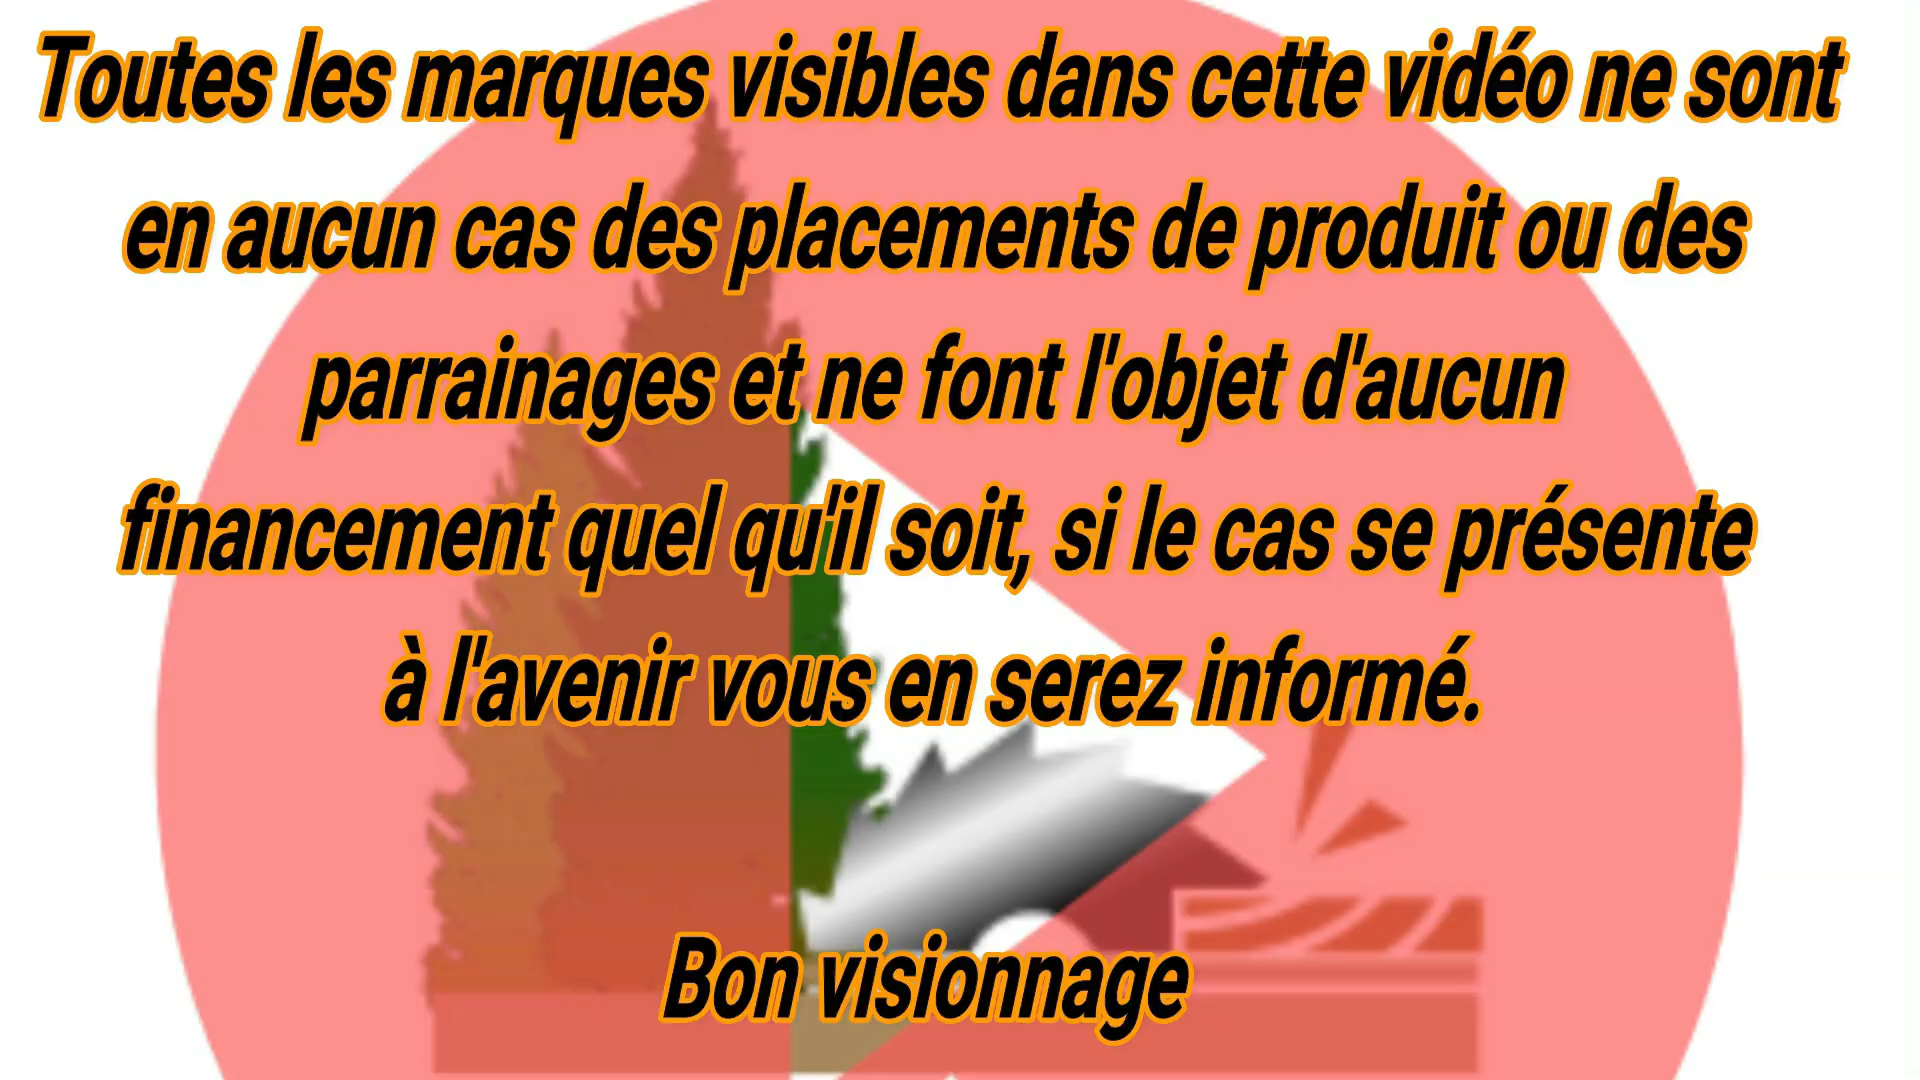 Toutes les marques visibles dans cette vidéo ne sont
en aucun cas des placements de produit ou des
parrainages et ne font l'objet d'aucun
financement quel qu'il soit, si le cas se présente
à l'avenir vous en serez informé.
Bon visionnage